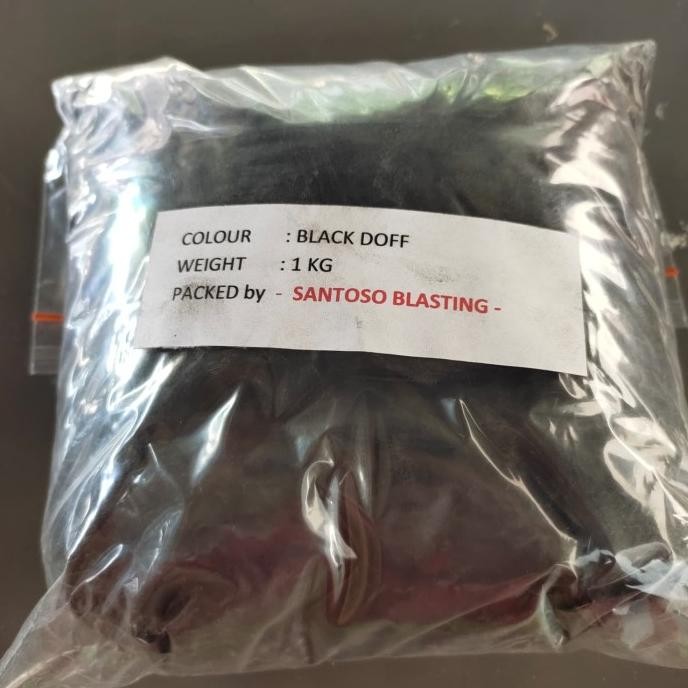 COLOUR : BLACK DOFF
WEIGHT : 1 KG
PACKED by - SANTOSO BLASTING -